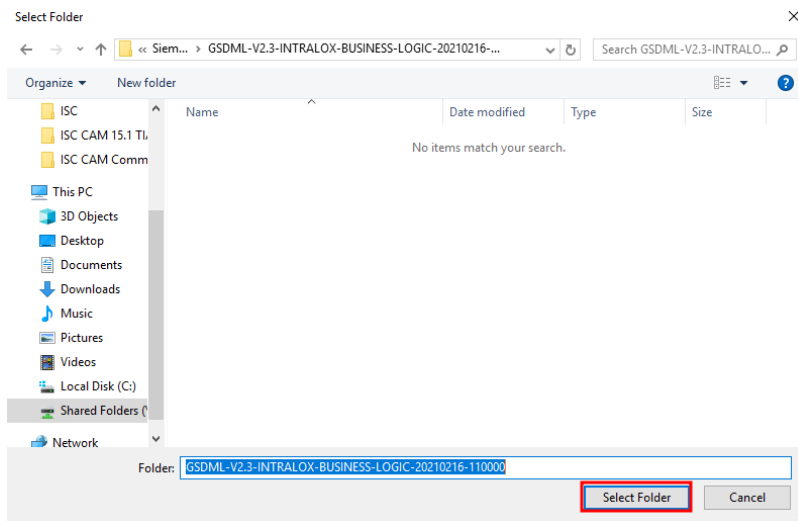 Select Folder
« Siem... > GSDML-V2.3-INTRALOX-BUSINESS-LOGIC-20210216-...
Search GSDML-V2.3-INTRALO...
Organize
New folder
?
Name
Date modified
Type
Size
No items match your search.
ISC
ISC CAM 15.1 TI
ISC CAM Comm
This PC
3D Objects
Desktop
Documents
Downloads
Music
Pictures
Videos
Local Disk (C:)
Shared Folders (
Network
Folder: GSDML-V2.3-INTRALOX-BUSINESS-LOGIC-20210216-110000
Select Folder
Cancel